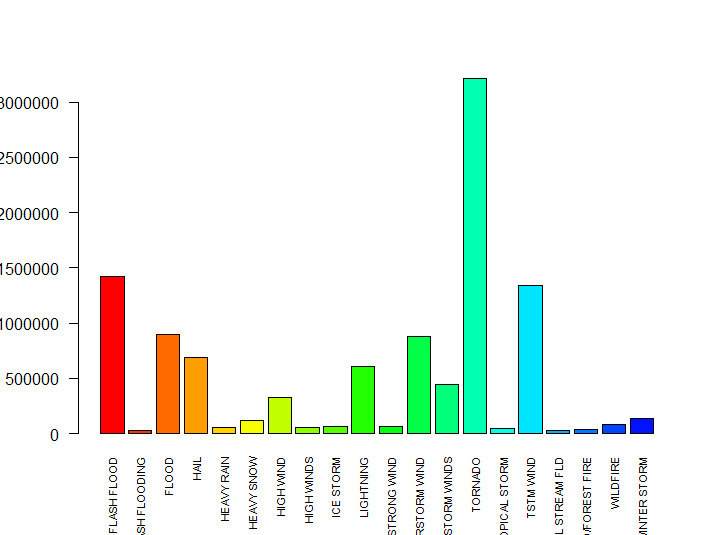 3000000
2500000
2000000
1500000
1000000
500000
0
FLASH FLOOD
SH FLOODING
FLOOD
HAIL
HEAVY RAIN
HEAVY SNOW
HIGH WIND
HIGH WINDS
ICE STORM
LIGHTNING
STRONG WIND
RSTORM WIND
STORM WINDS
TORNADO
OPICAL STORM
TSTM WIND
L STREAM FLD
/FOREST FIRE
WILDFIRE
WINTER STORM